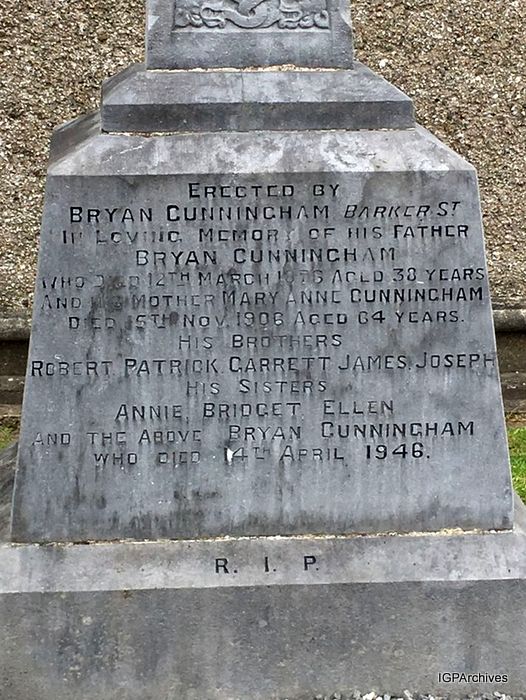 ERECTED BY
BRYAN CUNNINGHAM BARKER ST
IN LOVING MEMORY OF HIS FATHER
BRYAN CUNNINGHAM
WHO DIED 12TH MARCH 1876 AGED 38 YEARS
AND HIS MOTHER MARY ANNE CUNNINGHAM
DIED 15TH NOV. 1906 AGED 64 YEARS.
HIS BROTHERS
ROBERT, PATRICK, GARRETT, JAMES, JOSEPH
HIS SISTERS
ANNIE, BRIDGET, ELLEN
AND THE ABOVE BRYAN CUNNINGHAM
WHO DIED 14TH APRIL 1946.
R. I. P.
IGPArchives